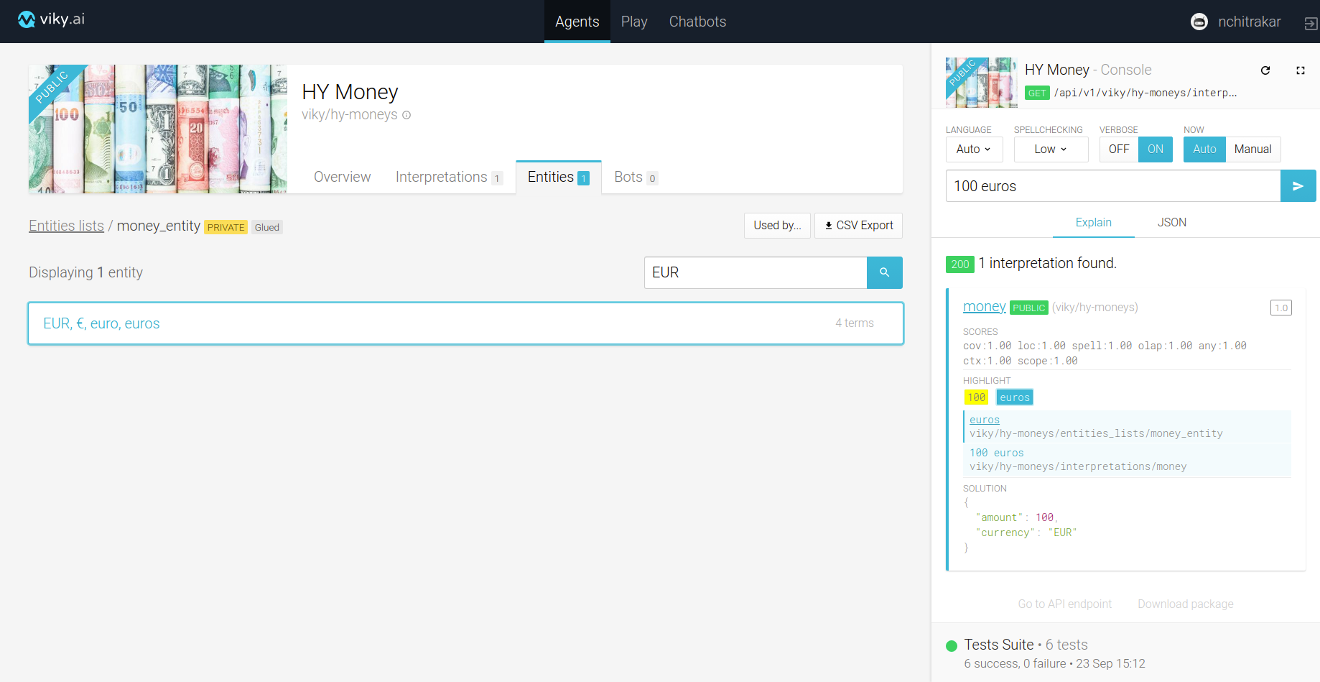 viky.ai
Agents Play Chatbots
nchitrakar
PUBLIC
HY Money
viky/hy-moneys
Overview Interpretations 1 Entities 1 Bots 0
Entities lists / money_entity PRIVATE Glued
Used by... CSV Export
Displaying 1 entity
EUR
EUR, €, euro, euros
4 terms
PUBLIC
HY Money - Console
GET /api/v1/viky/hy-moneys/interp...
LANGUAGE SPELLCHECKING VERBOSE NOW
Auto Low OFF ON Auto Manual
100 euros
Explain JSON
200 1 interpretation found.
money PUBLIC (viky/hy-moneys) 1.0
SCORES
cov:1.00 loc:1.00 spell:1.00 olap:1.00 any:1.00
ctx:1.00 scope:1.00
HIGHLIGHT
100 euros
euros
viky/hy-moneys/entities_lists/money_entity
100 euros
viky/hy-moneys/interpretations/money
SOLUTION
{
"amount": 100,
"currency": "EUR"
}
Go to API endpoint Download package
Tests Suite • 6 tests
6 success, 0 failure • 23 Sep 15:12